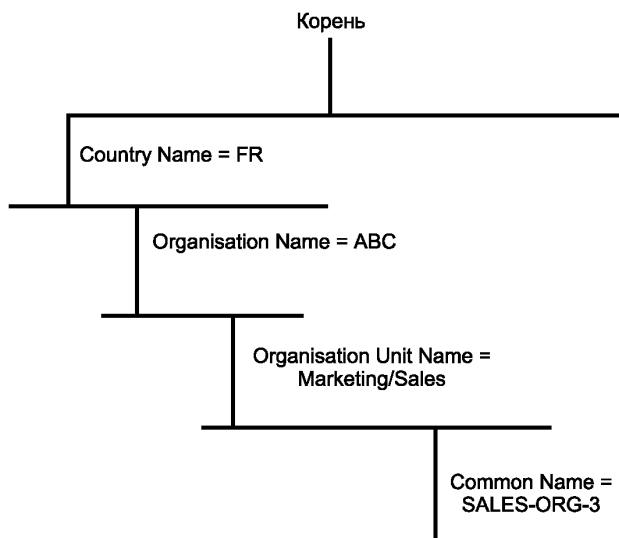 Корень
Country Name = FR
Organisation Name = ABC
Organisation Unit Name =
Marketing/Sales
Common Name =
SALES-ORG-3